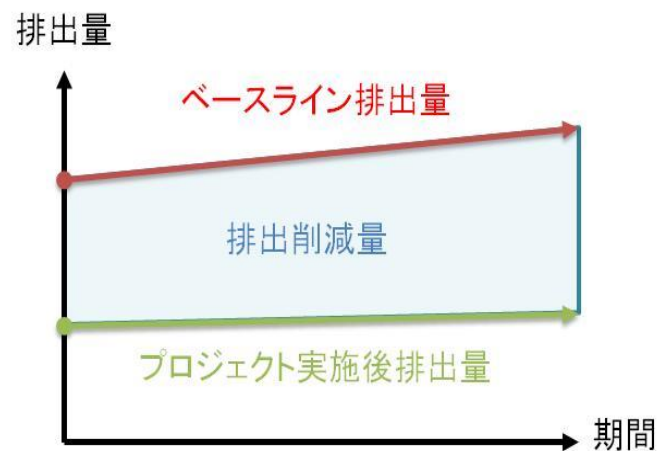 排出量
ベースライン排出量
排出削減量
プロジェクト実施後排出量
期間